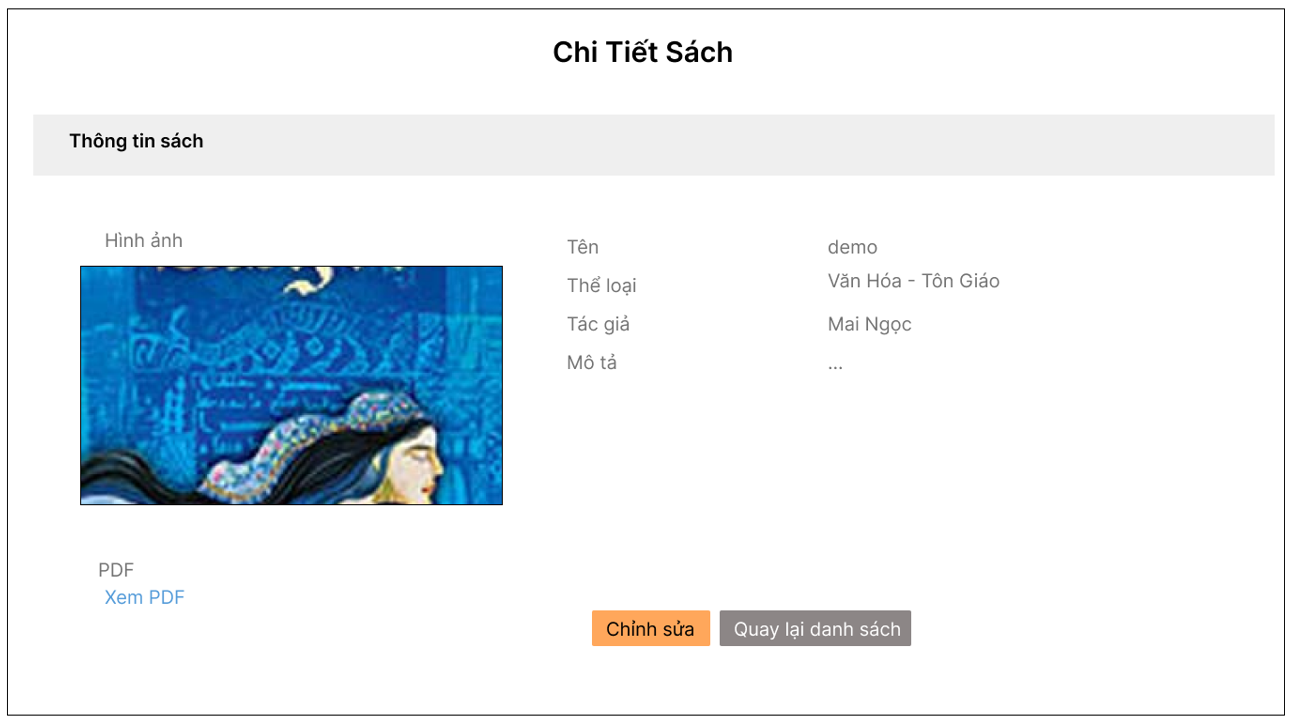 Chi Tiết Sách
Thông tin sách
Hình ảnh
Tên demo
Thể loại Văn Hóa - Tôn Giáo
Tác giả Mai Ngọc
Mô tả ...
PDF
Xem PDF
Chỉnh sửa Quay lại danh sách